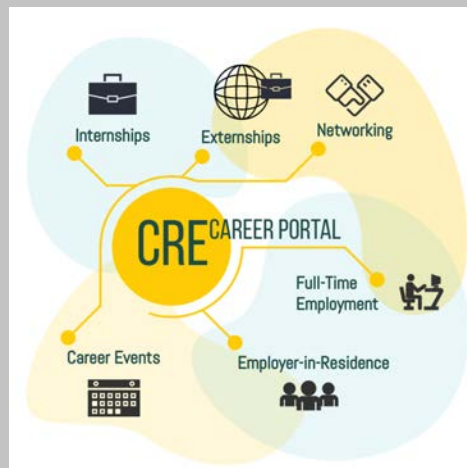 Internships
Externships
Networking
CRE CAREER PORTAL
Full-Time
Employment
Career Events
Employer-in-Residence